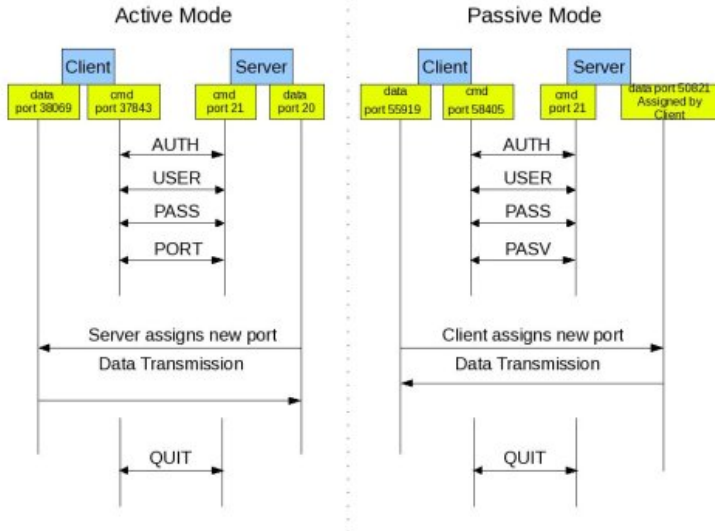 Active Mode
Client
Server
data
port 38069
cmd
port 37843
cmd
port 21
data
port 20
AUTH
USER
PASS
PORT
Server assigns new port
Data Transmission
QUIT
Passive Mode
Client
Server
data
port 55919
cmd
port 58405
cmd
port 21
data port 50821
Assigned by
Client
AUTH
USER
PASS
PASV
Client assigns new port
Data Transmission
QUIT